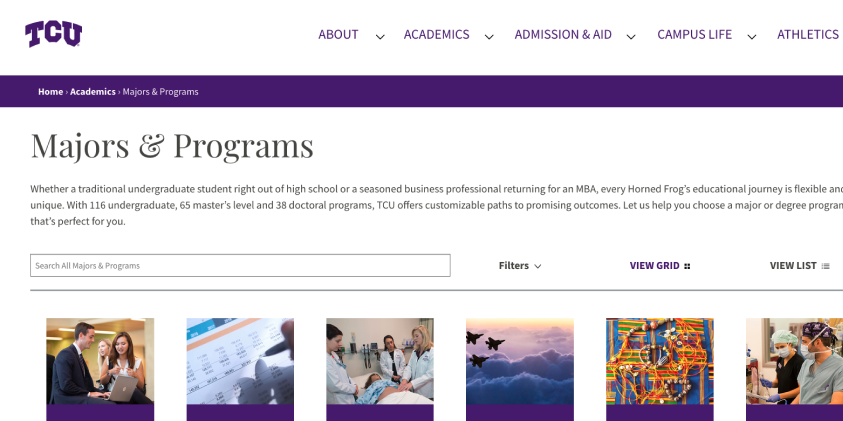 TCU
ABOUT ACADEMICS ADMISSION & AID CAMPUS LIFE ATHLETICS
Home › Academics › Majors & Programs
Majors & Programs
Whether a traditional undergraduate student right out of high school or a seasoned business professional returning for an MBA, every Horned Frog's educational journey is flexible and
unique. With 116 undergraduate, 65 master's level and 38 doctoral programs, TCU offers customizable paths to promising outcomes. Let us help you choose a major or degree program
that's perfect for you.
Search All Majors & Programs Filters VIEW GRID VIEW LIST